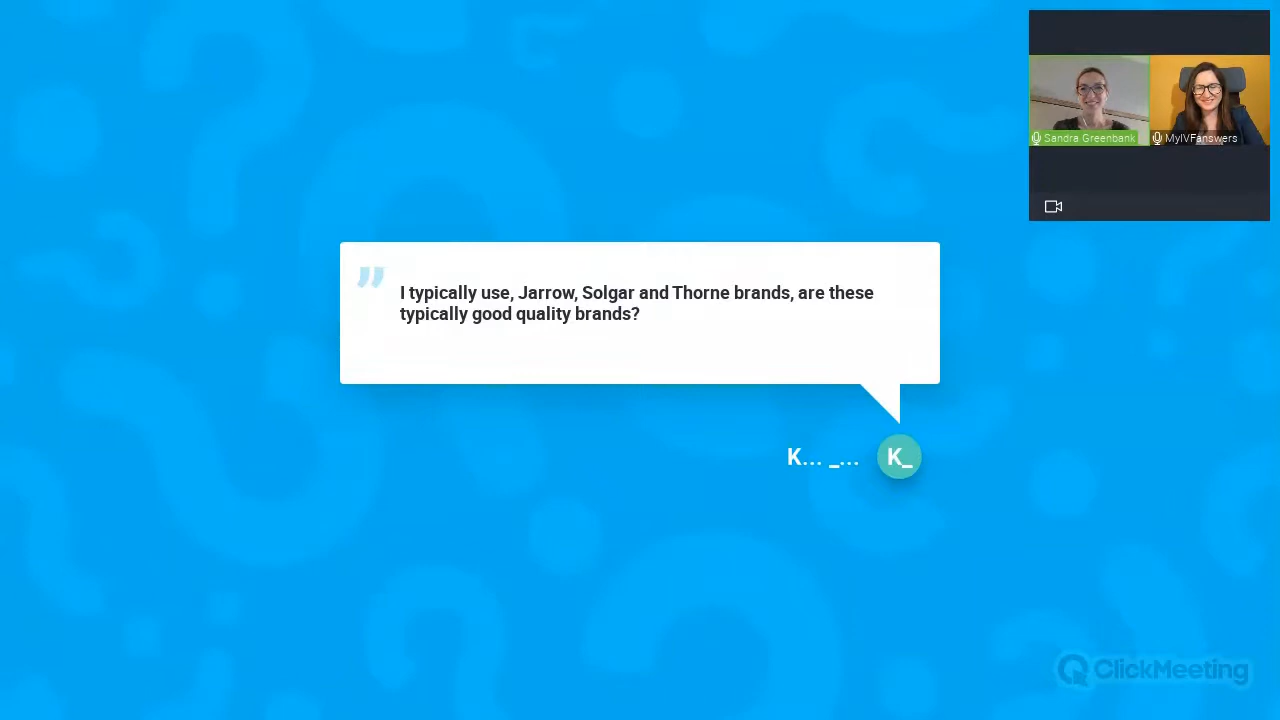 Sandra Greenbank
MyIVFanswers
I typically use, Jarrow, Solgar and Thorne brands, are these
typically good quality brands?
K... _...
K_
ClickMeeting